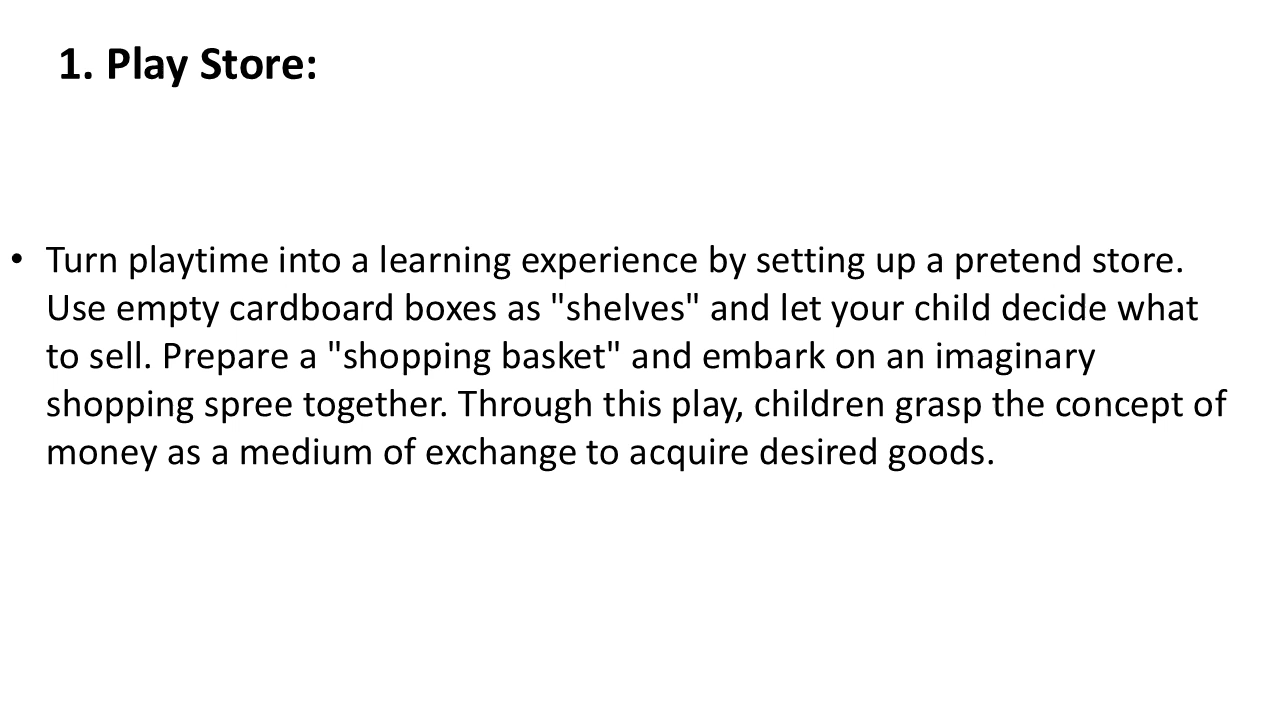 1. Play Store:
• Turn playtime into a learning experience by setting up a pretend store.
Use empty cardboard boxes as "shelves" and let your child decide what
to sell. Prepare a "shopping basket" and embark on an imaginary
shopping spree together. Through this play, children grasp the concept of
money as a medium of exchange to acquire desired goods.